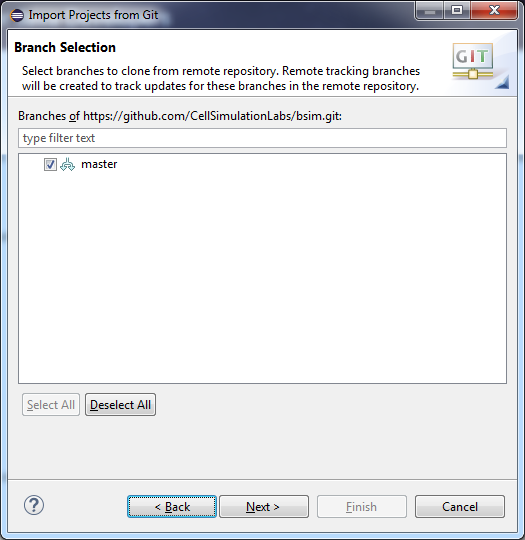 Import Projects from Git
Branch Selection
Select branches to clone from remote repository. Remote tracking branches
will be created to track updates for these branches in the remote repository.
GIT
Branches of https://github.com/CellSimulationLabs/bsim.git:
type filter text
master
Select All
Deselect All
?
< Back
Next >
Finish
Cancel